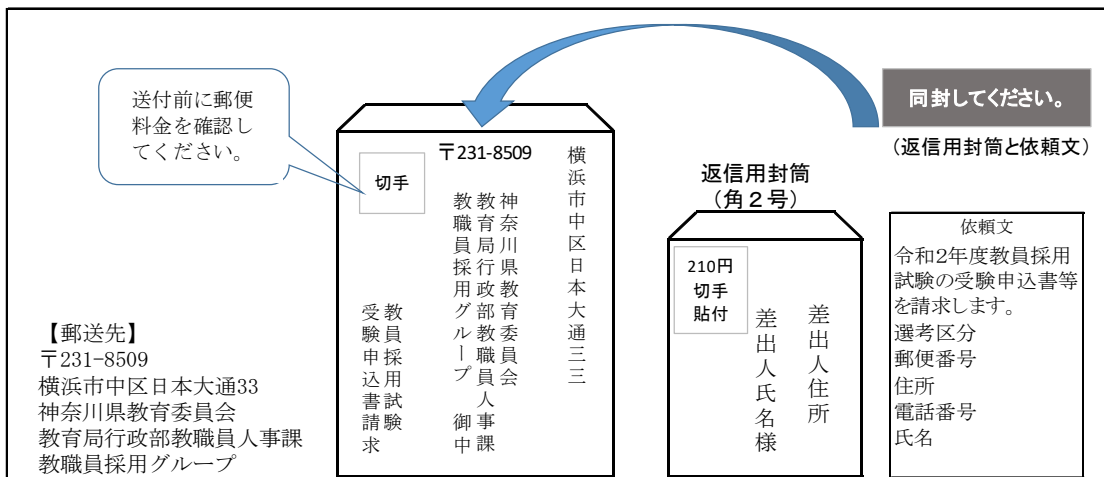 送付前に郵便
料金を確認し
てください。
同封してください。
(返信用封筒と依頼文)
切手
〒231-8509
横浜市中区日本大通三三
神奈川県教育委員会
教育局行政部教職員人事課
教職員採用グループ 御中
教員採用試験
受験申込書請求
返信用封筒
(角2号)
210円
切手
貼付
差出人住所
差出人氏名様
依頼文
令和2年度教員採用
試験の受験申込書等
を請求します。
選考区分
郵便番号
住所
電話番号
氏名
【郵送先】
〒231-8509
横浜市中区日本大通33
神奈川県教育委員会
教育局行政部教職員人事課
教職員採用グループ